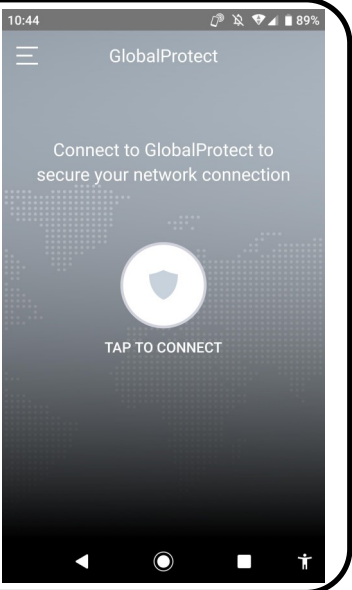 10:44 89%
GlobalProtect
Connect to GlobalProtect to
secure your network connection
TAP TO CONNECT